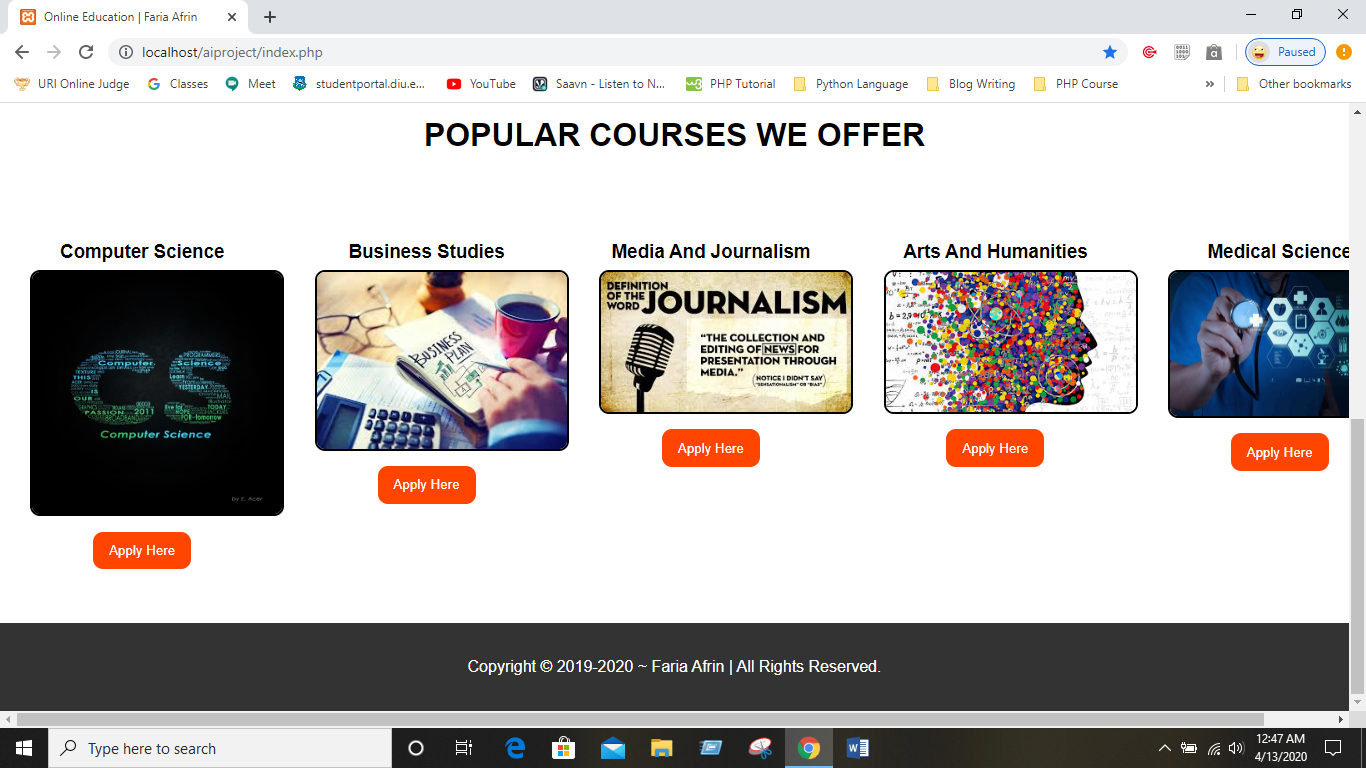 Online Education | Faria Afrin
localhost/aiproject/index.php
Paused
URI Online Judge
Classes
Meet
studentportal.diu.e...
YouTube
Saavn - Listen to N...
PHP Tutorial
Python Language
Blog Writing
PHP Course
»
Other bookmarks
POPULAR COURSES WE OFFER
Computer Science
Business Studies
Media And Journalism
Arts And Humanities
Medical Science
CS
Computer Science
by E. Acer
BUSINESS
PLAN
DEFINITION
OF THE
WORD JOURNALISM
"THE COLLECTION AND
EDITING OF NEWS FOR
PRESENTATION THROUGH
MEDIA."
(NOTICE I DIDN'T SAY
"SENSATIONALISM" OR "BIAS")
Apply Here
Apply Here
Apply Here
Apply Here
Apply Here
Copyright © 2019-2020 ~ Faria Afrin | All Rights Reserved.
Type here to search
12:47 AM
4/13/2020